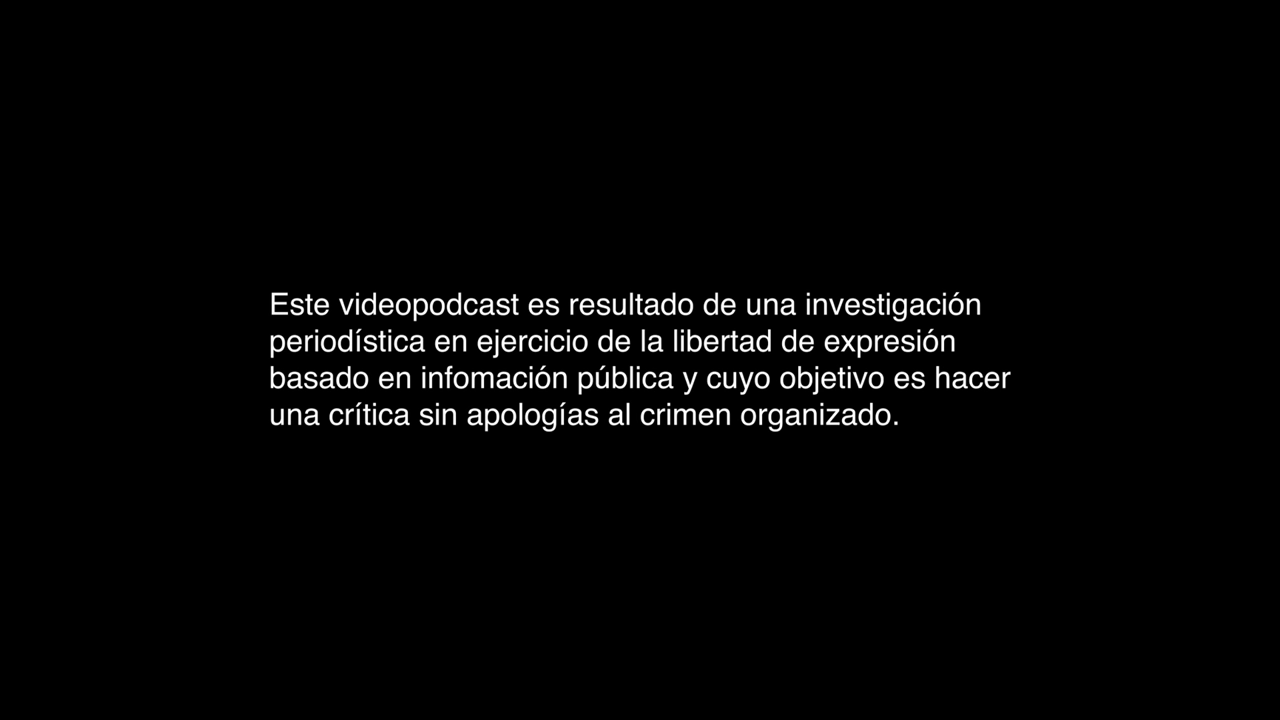 Este videopodcast es resultado de una investigación
periodística en ejercicio de la libertad de expresión
basado en infomación pública y cuyo objetivo es hacer
una crítica sin apologías al crimen organizado.